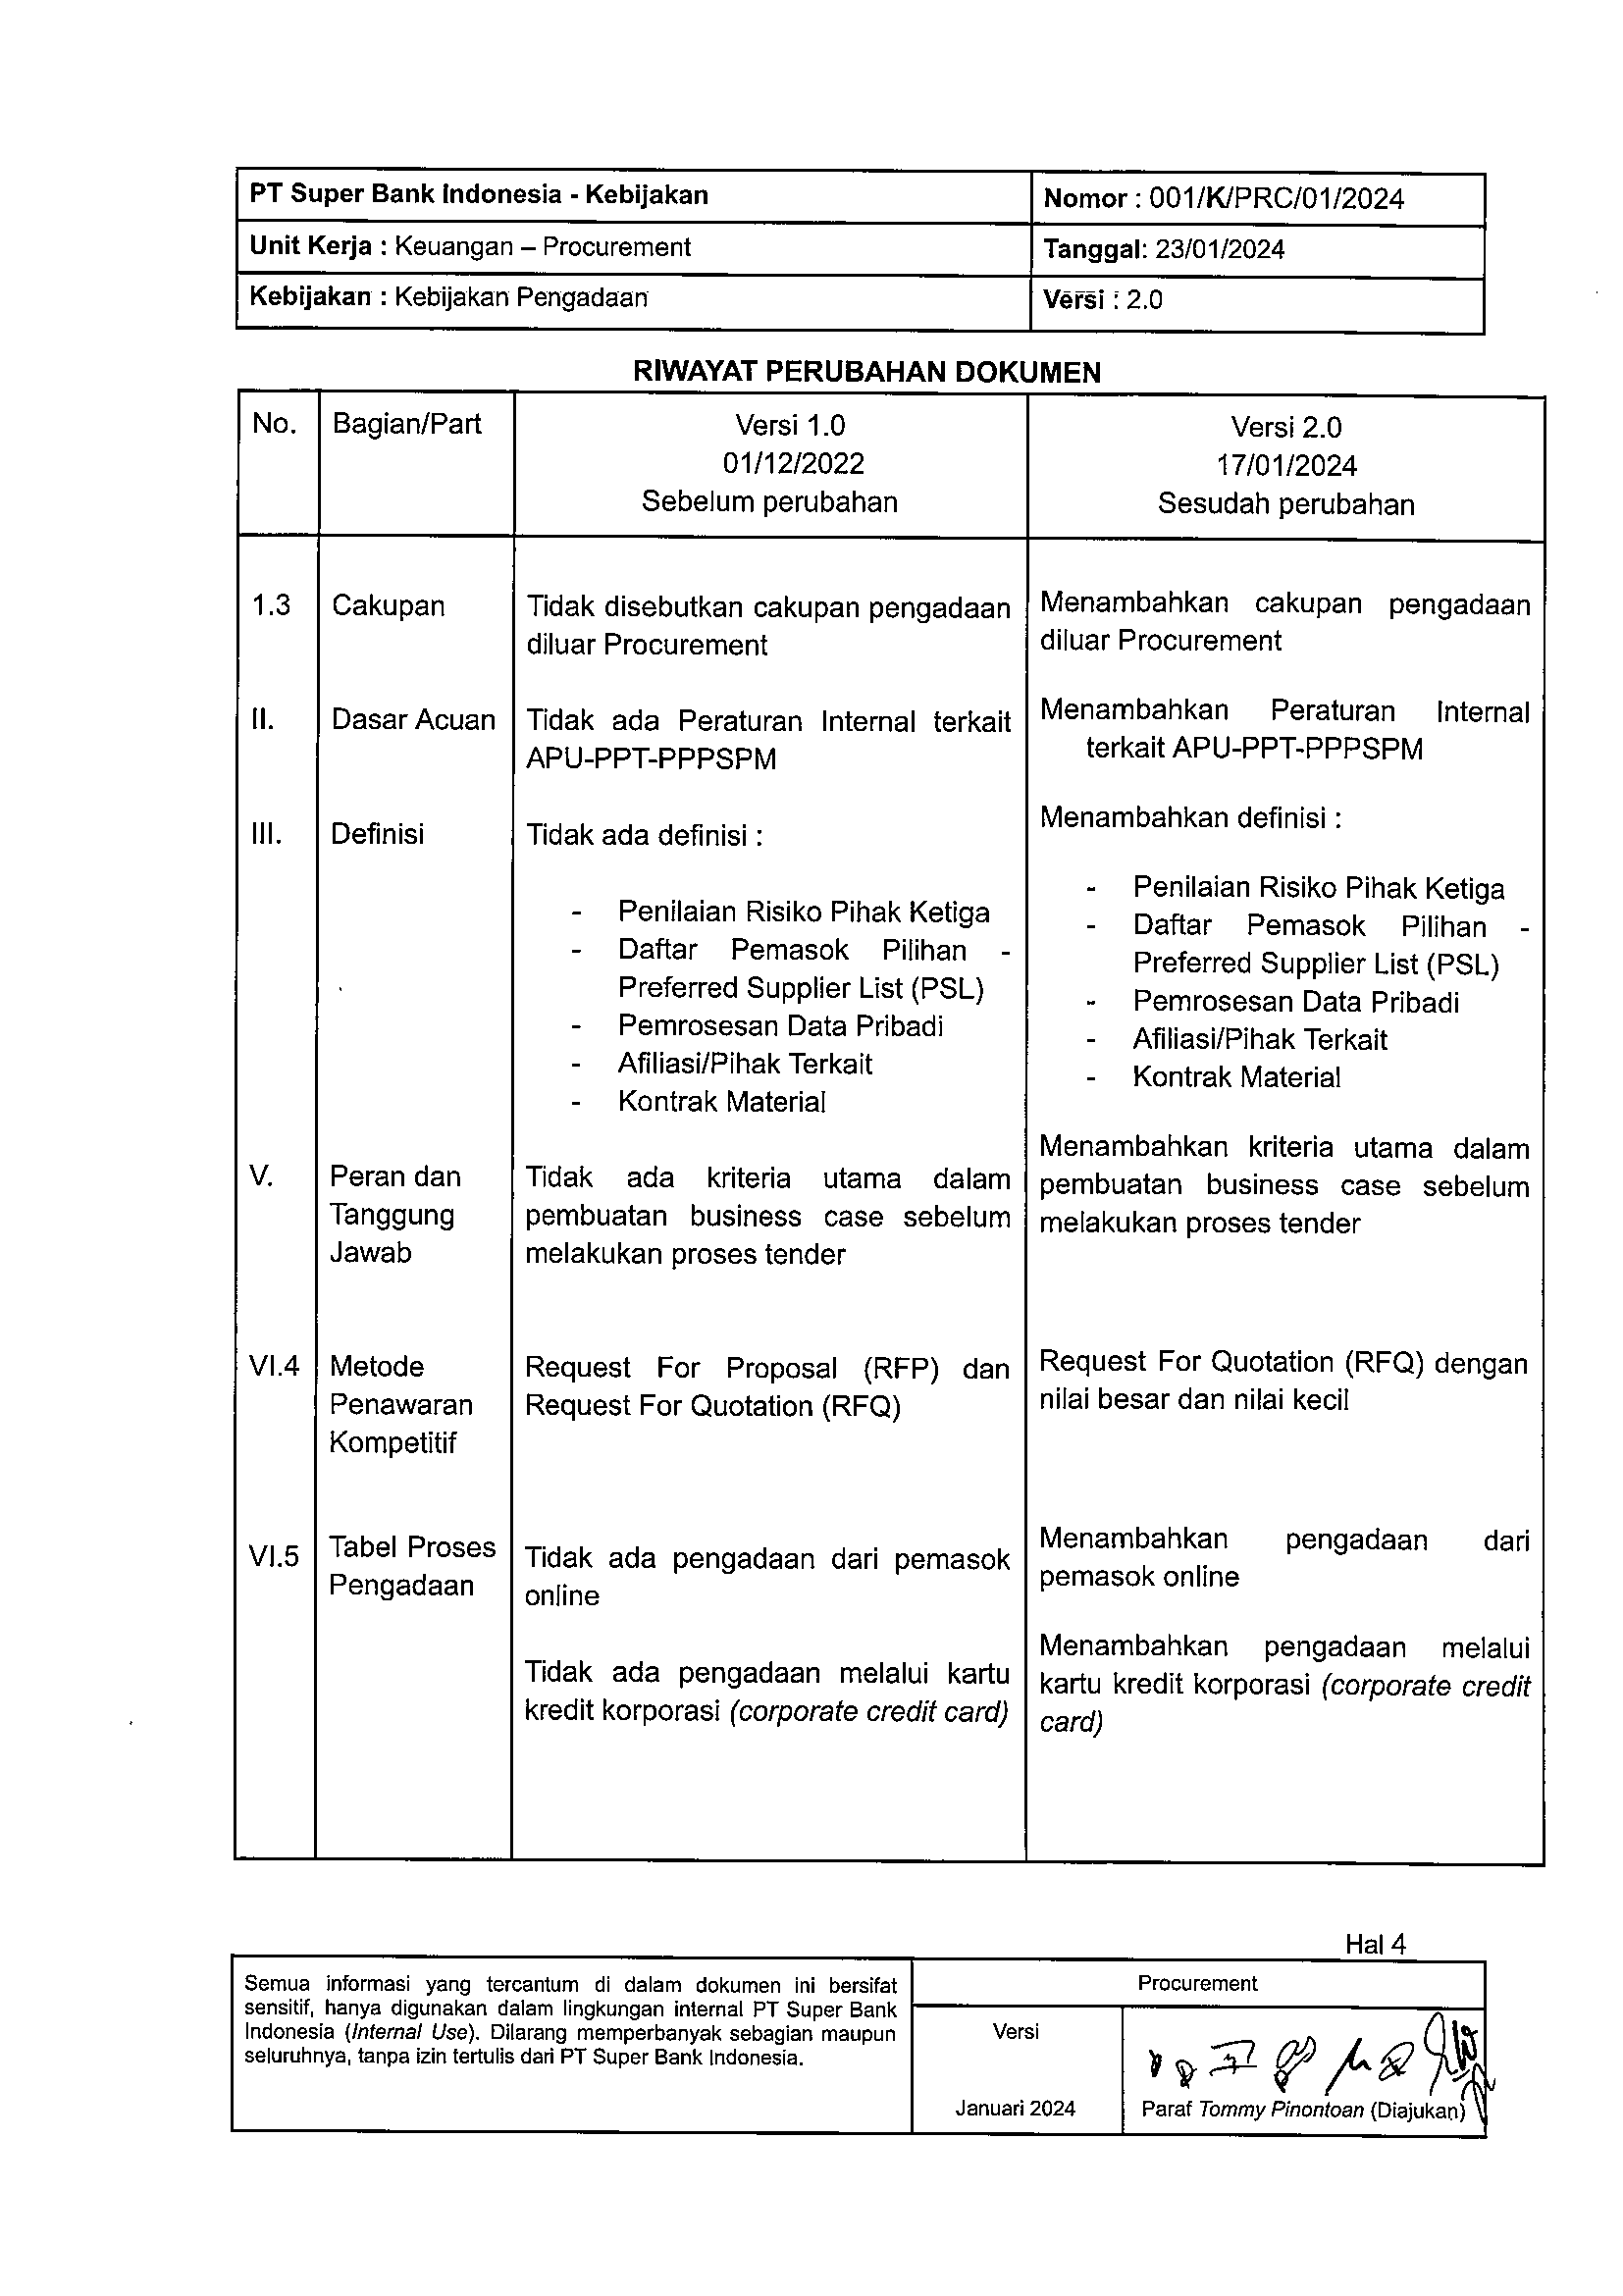 PT Super Bank Indonesia - Kebijakan
Nomor : 001/K/PRC/01/2024
Unit Kerja : Keuangan – Procurement
Tanggal: 23/01/2024
Kebijakan : Kebijakan Pengadaan
Versi : 2.0
RIWAYAT PERUBAHAN DOKUMEN
No.
Bagian/Part
Versi 1.0
01/12/2022
Sebelum perubahan
Versi 2.0
17/01/2024
Sesudah perubahan
1.3
Cakupan
Tidak disebutkan cakupan pengadaan
diluar Procurement
Menambahkan cakupan pengadaan
diluar Procurement
II.
Dasar Acuan
Tidak ada Peraturan Internal terkait
APU-PPT-PPPSPM
Menambahkan Peraturan Internal
terkait APU-PPT-PPPSPM
III.
Definisi
Tidak ada definisi :
- Penilaian Risiko Pihak Ketiga
- Daftar Pemasok Pilihan -
Preferred Supplier List (PSL)
- Pemrosesan Data Pribadi
- Afiliasi/Pihak Terkait
- Kontrak Material
Menambahkan definisi :
- Penilaian Risiko Pihak Ketiga
- Daftar Pemasok Pilihan -
Preferred Supplier List (PSL)
- Pemrosesan Data Pribadi
- Afiliasi/Pihak Terkait
- Kontrak Material
V.
Peran dan
Tanggung
Jawab
Tidak ada kriteria utama dalam
pembuatan business case sebelum
melakukan proses tender
Menambahkan kriteria utama dalam
pembuatan business case sebelum
melakukan proses tender
VI.4
Metode
Penawaran
Kompetitif
Request For Proposal (RFP) dan
Request For Quotation (RFQ)
Request For Quotation (RFQ) dengan
nilai besar dan nilai kecil
VI.5
Tabel Proses
Pengadaan
Tidak ada pengadaan dari pemasok
online
Tidak ada pengadaan melalui kartu
kredit korporasi (corporate credit card)
Menambahkan pengadaan dari
pemasok online
Menambahkan pengadaan melalui
kartu kredit korporasi (corporate credit
card)
Hal 4
Semua informasi yang tercantum di dalam dokumen ini bersifat
sensitif, hanya digunakan dalam lingkungan internal PT Super Bank
Indonesia (Internal Use). Dilarang memperbanyak sebagian maupun
seluruhnya, tanpa izin tertulis dari PT Super Bank Indonesia.
Procurement
Versi
Januari 2024
Paraf Tommy Pinontoan (Diajukan)